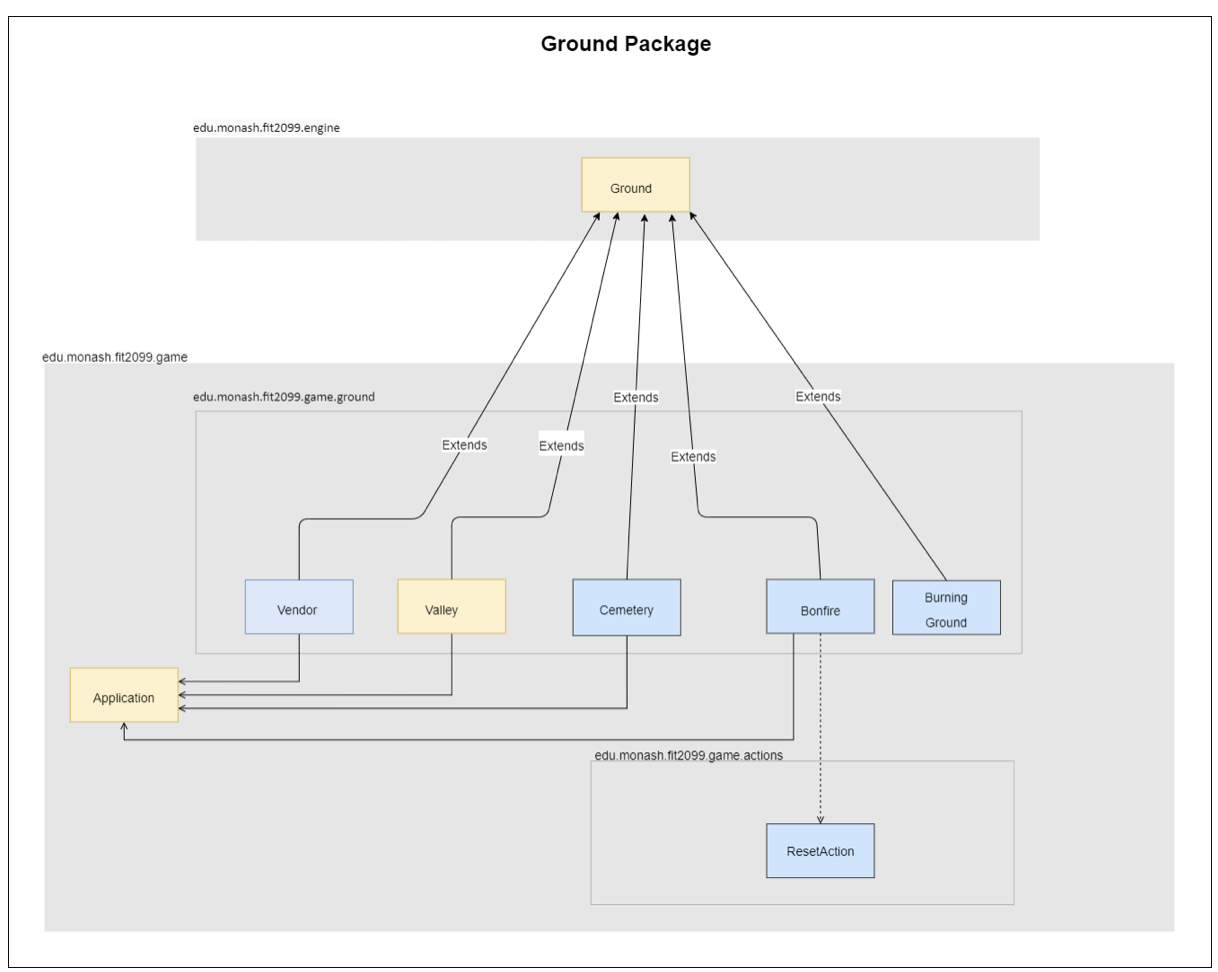 Ground Package
edu.monash.fit2099.engine
Ground
edu.monash.fit2099.game
edu.monash.fit2099.game.ground
Extends
Extends
Extends
Extends
Extends
Vendor
Valley
Cemetery
Bonfire
Burning
Ground
Application
edu.monash.fit2099.game.actions
ResetAction